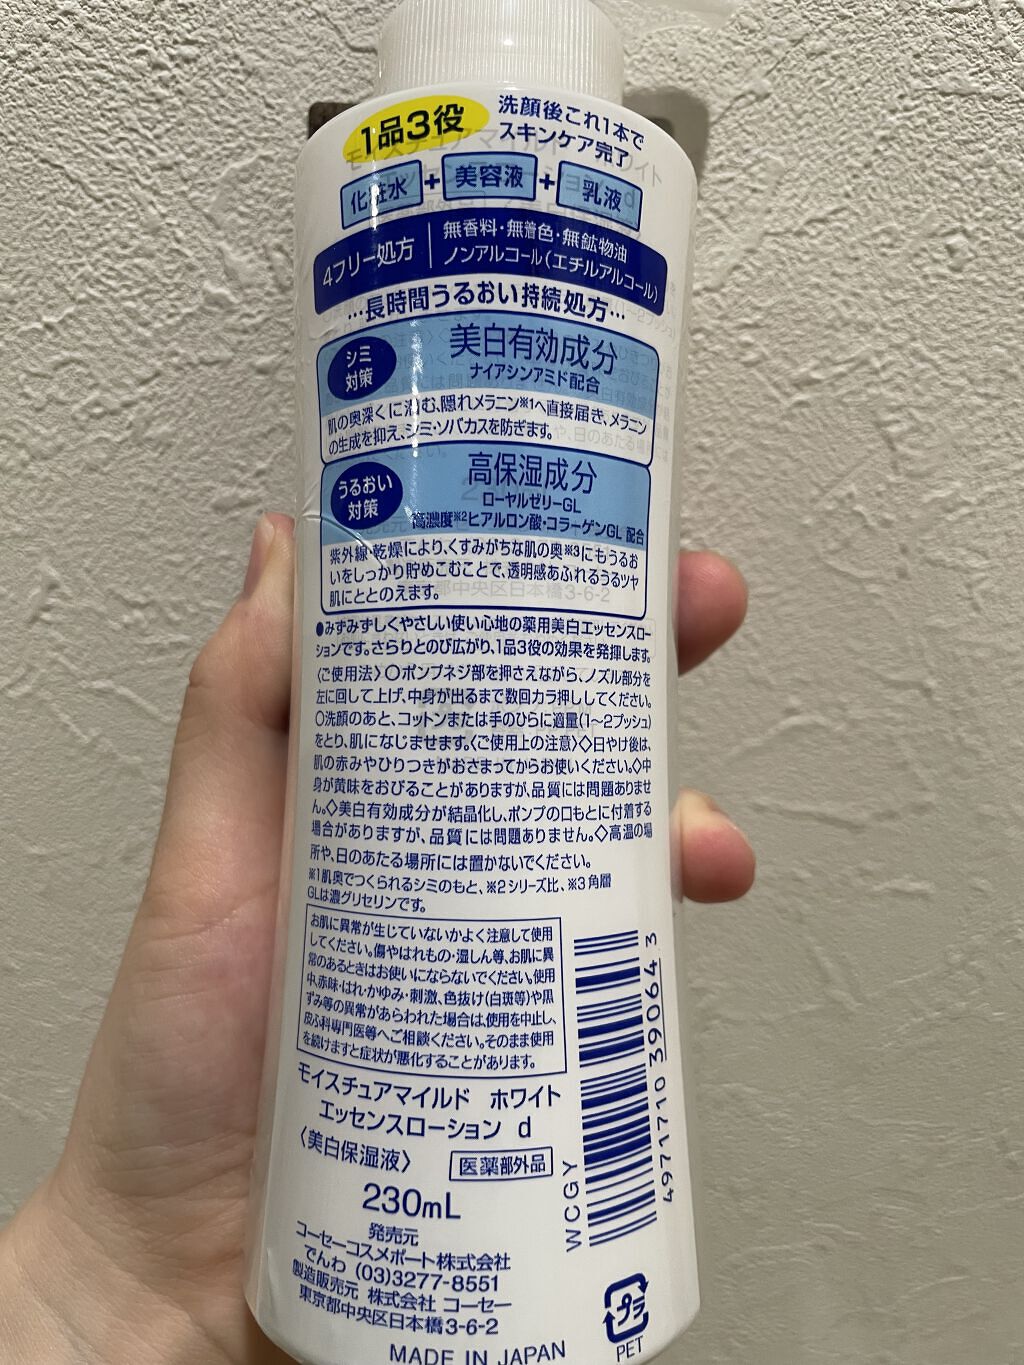 1品3役
洗顔後これ1本で
スキンケア完了
化粧水+美容液+乳液
4フリー処方
無香料・無着色・無鉱物油
ノンアルコール(エチルアルコール)
…長時間うるおい持続処方…
シミ
対策
美白有効成分
ナイアシンアミド配合
肌の奥深くに潜む、隠れメラニン※1へ直接届き、メラニン
の生成を抑え、シミ・ソバカスを防ぎます。
うるおい
対策
高保湿成分
ローヤルゼリーGL
高濃度※2ヒアルロン酸・コラーゲンGL 配合
紫外線・乾燥により、くすみがちな肌の奥※3にもうるお
いをしっかり貯めこむことで、透明感あふれるうるツヤ
肌にととのえます。
●みずみずしくやさしい使い心地の薬用美白エッセンスロー
ションです。さらりとのび広がり、1品3役の効果を発揮します。
〈ご使用法〉○ポンプネジ部を押さえながら、ノズル部分を
左に回して上げ、中身が出るまで数回カラ押ししてください。
○洗顔のあと、コットンまたは手のひらに適量(1〜2プッシュ)
をとり、肌になじませます。〈ご使用上の注意〉◇日やけ後は、
肌の赤みやひりつきがおさまってからお使いください。◇中
身が黄味をおびることがありますが、品質には問題ありませ
ん。◇美白有効成分が結晶化し、ポンプの口もとに付着する
場合がありますが、品質には問題ありません。◇高温の場
所や、日のあたる場所には置かないでください。
※1肌奥でつくられるシミのもと、※2シリーズ比、※3角層
GLは濃グリセリンです。
お肌に異常が生じていないかよく注意して使用
してください。傷やはれもの・湿しん等、お肌に異
常のあるときはお使いにならないでください。使用
中、赤味・はれ・かゆみ・刺激、色抜け(白斑等)や黒
ずみ等の異常があらわれた場合は、使用を中止し、
皮ふ科専門医等へご相談ください。そのまま使用
を続けますと症状が悪化することがあります。
モイスチュアマイルド ホワイト
エッセンスローション d
〈美白保湿液〉
医薬部外品
230mL
発売元
コーセーコスメポート株式会社
でんわ (03)3277-8551
製造販売元 株式会社 コーセー
東京都中央区日本橋3-6-2
MADE IN JAPAN
WCGY
4971710 39064 3
プラ
PET